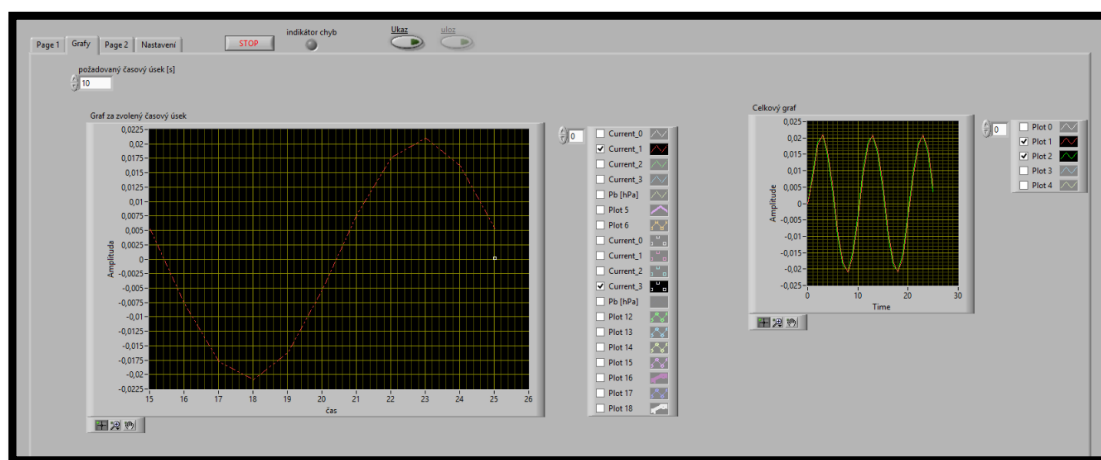 Page 1 Grafy Page 2 Nastavení
STOP
indikátor chyb
Ukaz
uloz
požadovaný časový úsek [s]
10
Graf za zvolený časový úsek
0,0225
0,02
0,0175
0,015
0,0125
0,01
0,0075
0,005
0,0025
0
-0,0025
-0,005
-0,0075
-0,01
-0,0125
-0,015
-0,0175
-0,02
-0,0225
Amplituda
15 16 17 18 19 20 21 22 23 24 25 26
čas
0
Current_0
Current_1
Current_2
Current_3
Pb [hPa]
Plot 5
Plot 6
Current_0
Current_1
Current_2
Current_3
Pb [hPa]
Plot 12
Plot 13
Plot 14
Plot 15
Plot 16
Plot 17
Plot 18
Celkový graf
0,025
0,02
0,015
0,01
0,005
0
-0,005
-0,01
-0,015
-0,02
-0,025
Amplitude
0 10 20 30
Time
0
Plot 0
Plot 1
Plot 2
Plot 3
Plot 4